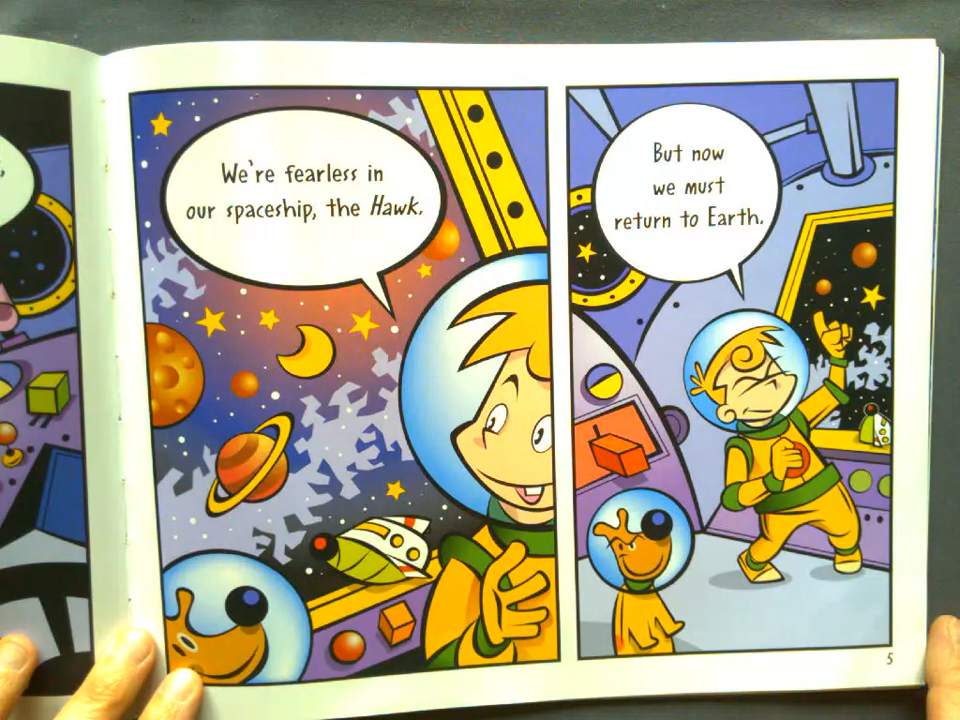 We're fearless in
our spaceship, the Hawk.
But now
we must
return to Earth.
5